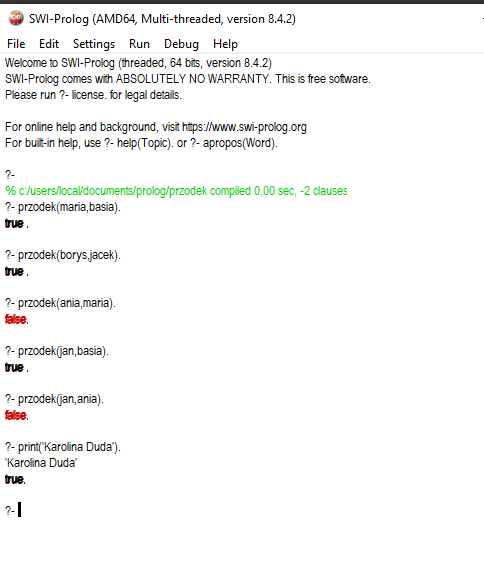 SWI-Prolog (AMD64, Multi-threaded, version 8.4.2)
File Edit Settings Run Debug Help
Welcome to SWI-Prolog (threaded, 64 bits, version 8.4.2)
SWI-Prolog comes with ABSOLUTELY NO WARRANTY. This is free software.
Please run ?- license. for legal details.
For online help and background, visit https://www.swi-prolog.org
For built-in help, use ?- help(Topic). or ?- apropos(Word).
?-
% c:/users/local/documents/prolog/przodek compiled 0.00 sec, -2 clauses
?- przodek(maria,basia).
true .
?- przodek(borys,jacek).
true .
?- przodek(ania,maria).
false.
?- przodek(jan,basia).
true .
?- przodek(jan,ania).
false.
?- print('Karolina Duda').
'Karolina Duda'
true.
?-